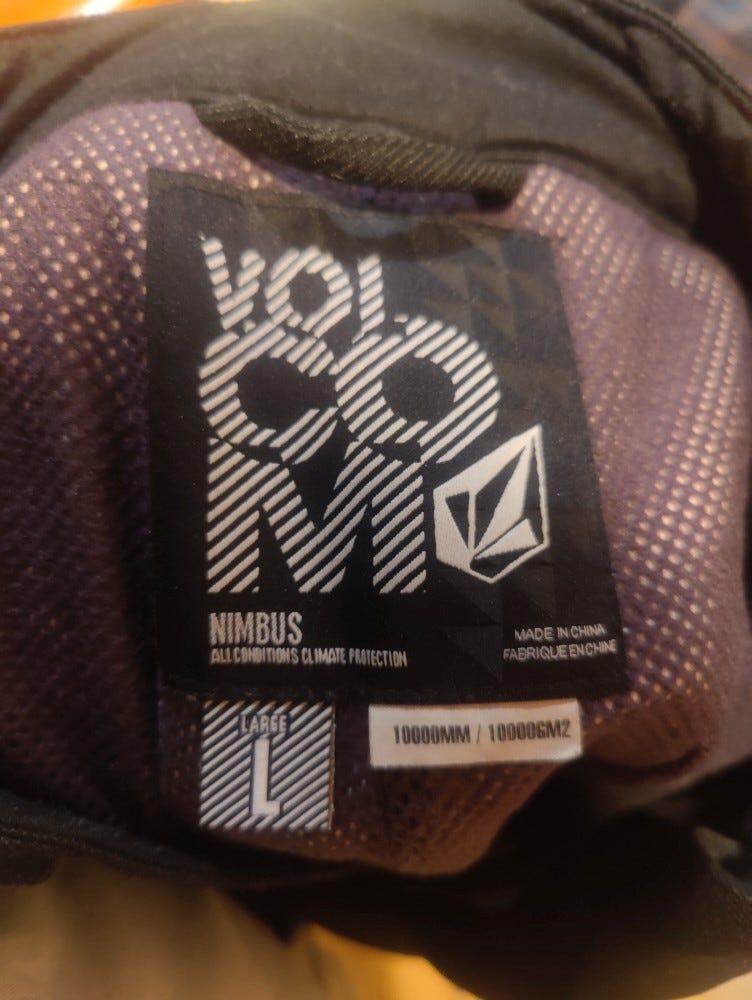 VOL
CO
M
NIMBUS
ALL CONDITIONS CLIMATE PROTECTION
MADE IN CHINA
FABRIQUE EN CHINE
LARGE
L
10000MM / 10000GM2